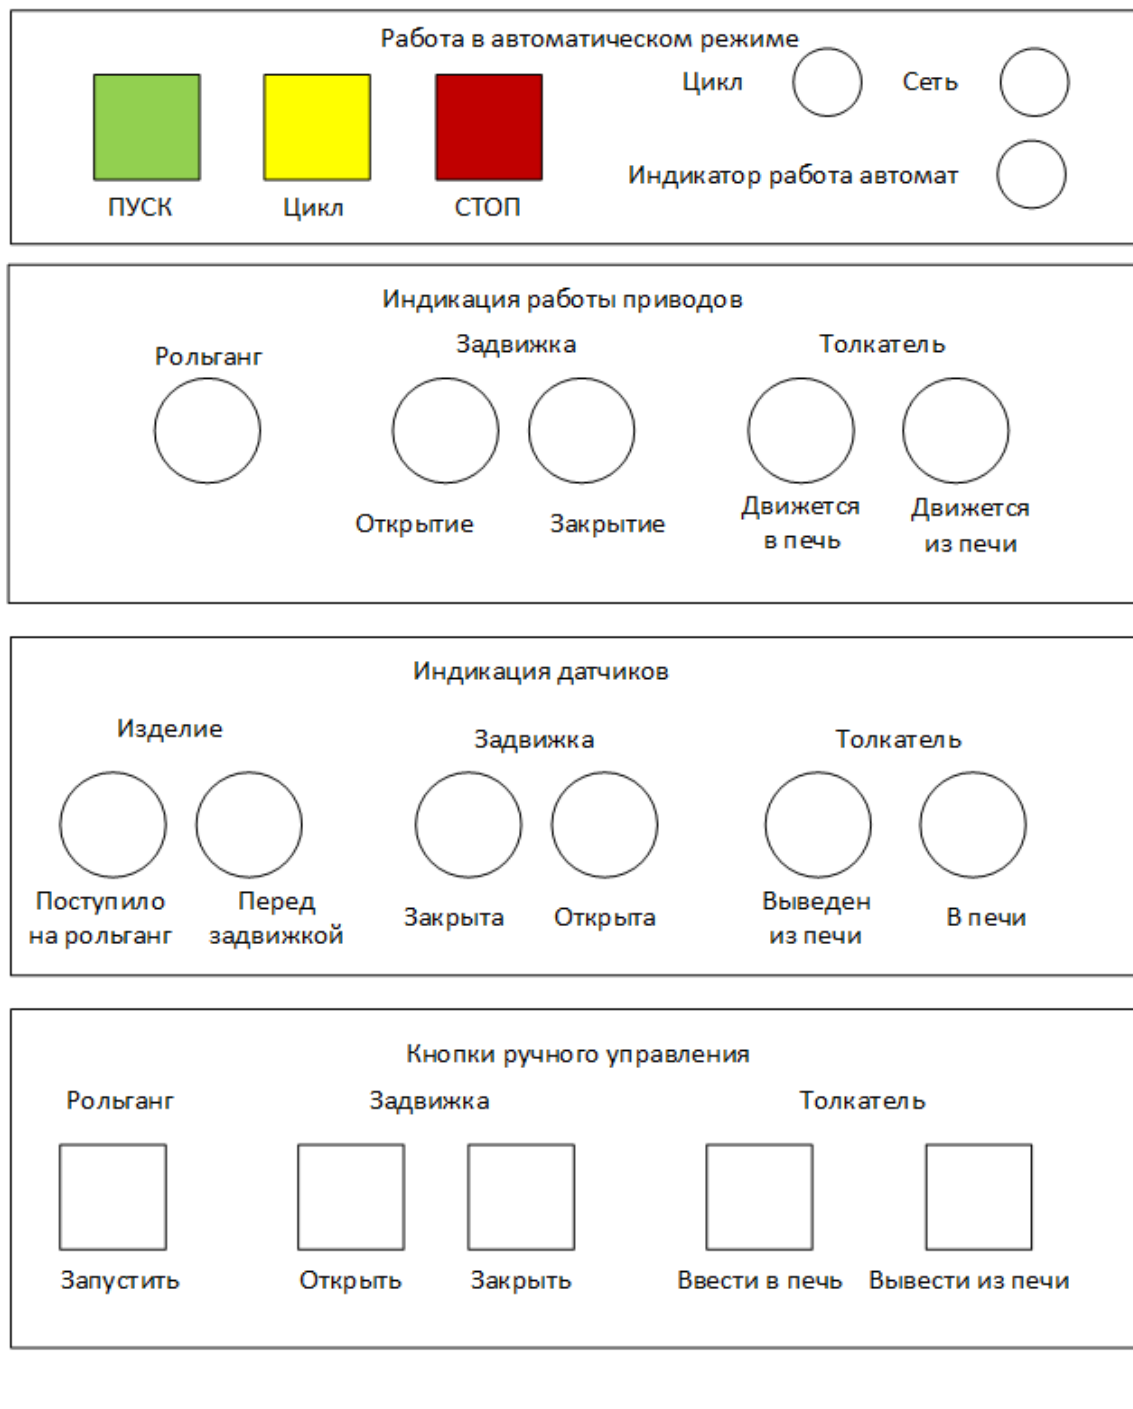 Работа в автоматическом режиме
Цикл
Сеть
Индикатор работа автомат
ПУСК
Цикл
СТОП
Индикация работы приводов
Рольганг
Задвижка
Толкатель
Открытие
Закрытие
Движется
в печь
Движется
из печи
Индикация датчиков
Изделие
Задвижка
Толкатель
Поступило
на рольганг
Перед
задвижкой
Закрыта
Открыта
Выведен
из печи
В печи
Кнопки ручного управления
Рольганг
Задвижка
Толкатель
Запустить
Открыть
Закрыть
Ввести в печь
Вывести из печи